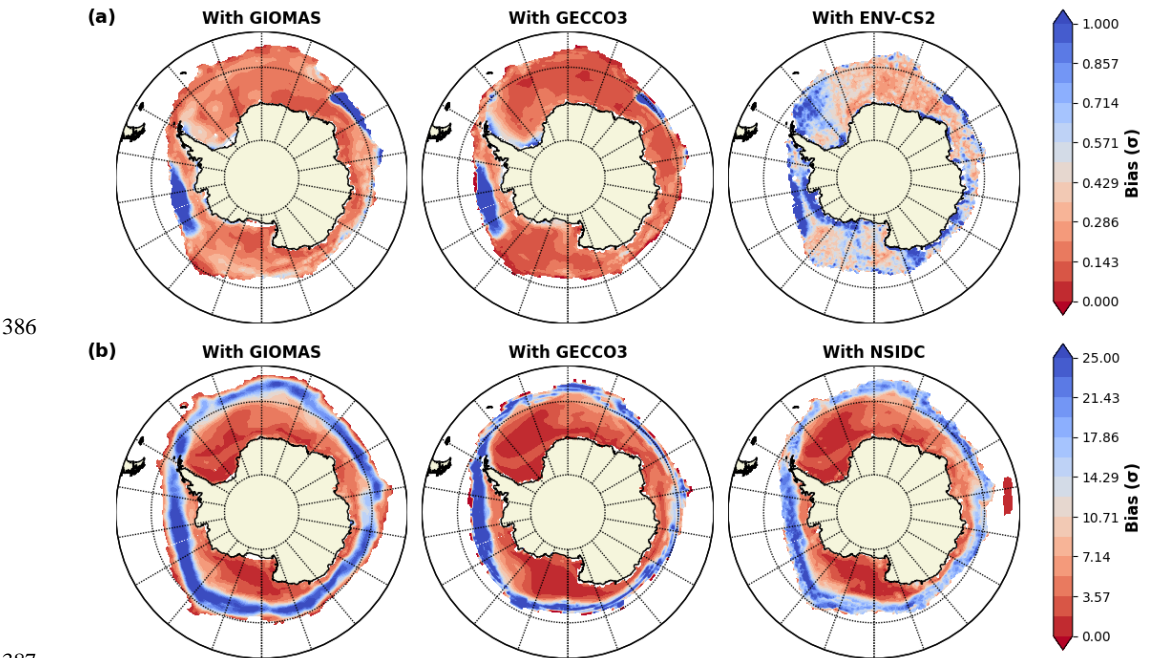 (a)
With GIOMAS
With GECCO3
With ENV-CS2
1.000
0.857
0.714
0.571
0.429
0.286
0.143
0.000
Bias (σ)
386
(b)
With GIOMAS
With GECCO3
With NSIDC
25.00
21.43
17.86
14.29
10.71
7.14
3.57
0.00
Bias (σ)
387